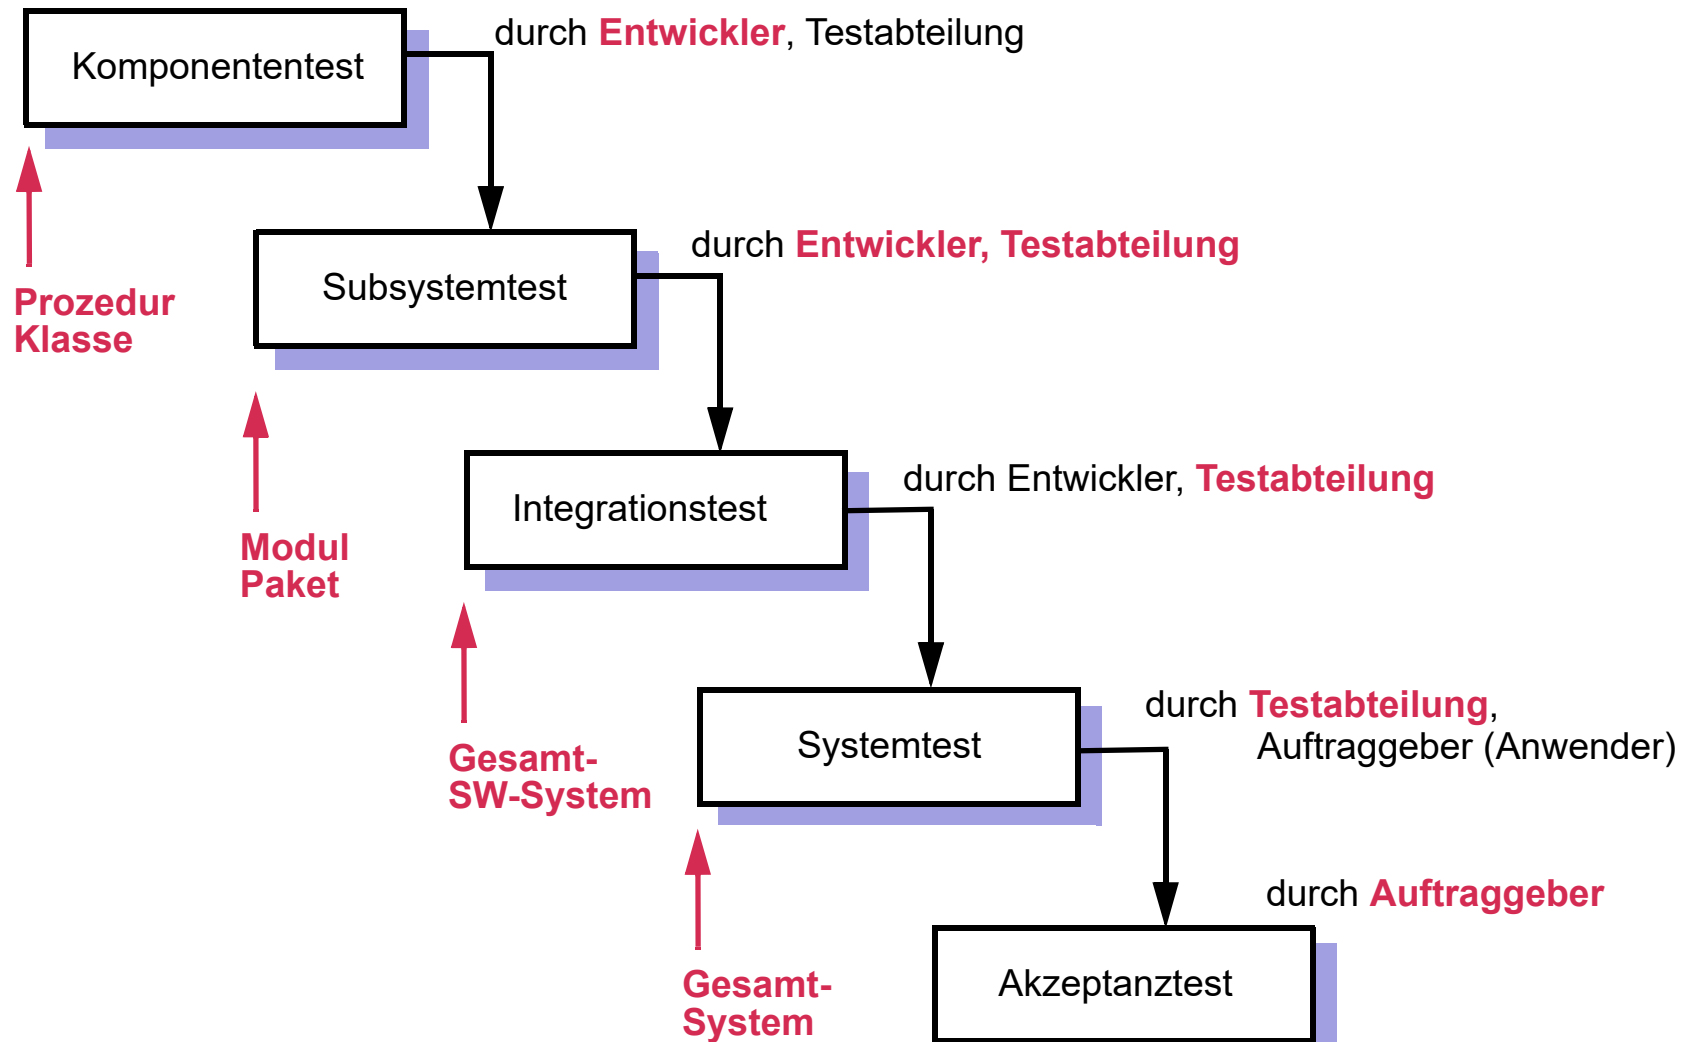 durch Entwickler, Testabteilung
Komponententest
durch Entwickler, Testabteilung
Subsystemtest
Prozedur
Klasse
durch Entwickler, Testabteilung
Integrationstest
Modul
Paket
durch Testabteilung,
Auftraggeber (Anwender)
Systemtest
Gesamt-
SW-System
durch Auftraggeber
Akzeptanztest
Gesamt-
System